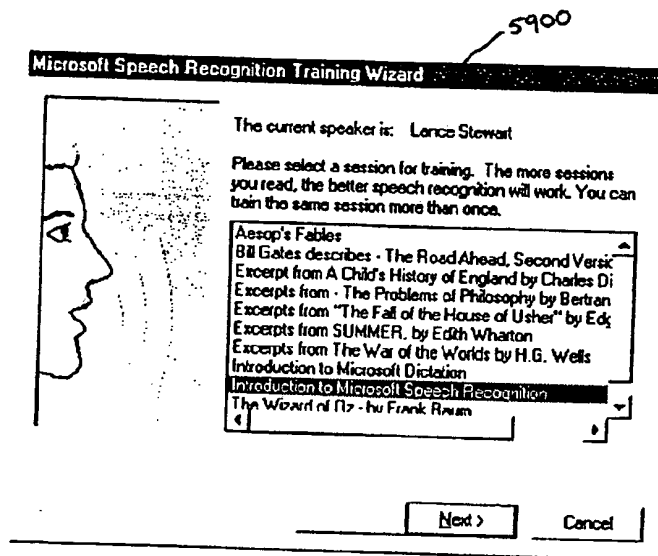 5900
Microsoft Speech Recognition Training Wizard
The current speaker is: Lance Stewart
Please select a session for training. The more sessions
you read, the better speech recognition will work. You can
train the same session more than once.
Aesop's Fables
Bill Gates describes - The Road Ahead, Second Versic
Excerpt from A Child's History of England by Charles Di
Excerpts from - The Problems of Philosophy by Bertran
Excerpts from "The Fall of the House of Usher" by Edg
Excerpts from SUMMER, by Edith Wharton
Excerpts from The War of the Worlds by H.G. Wells
Introduction to Microsoft Dictation
Introduction to Microsoft Speech Recognition
The Wizard of Oz - by Frank Baum
Next >
Cancel